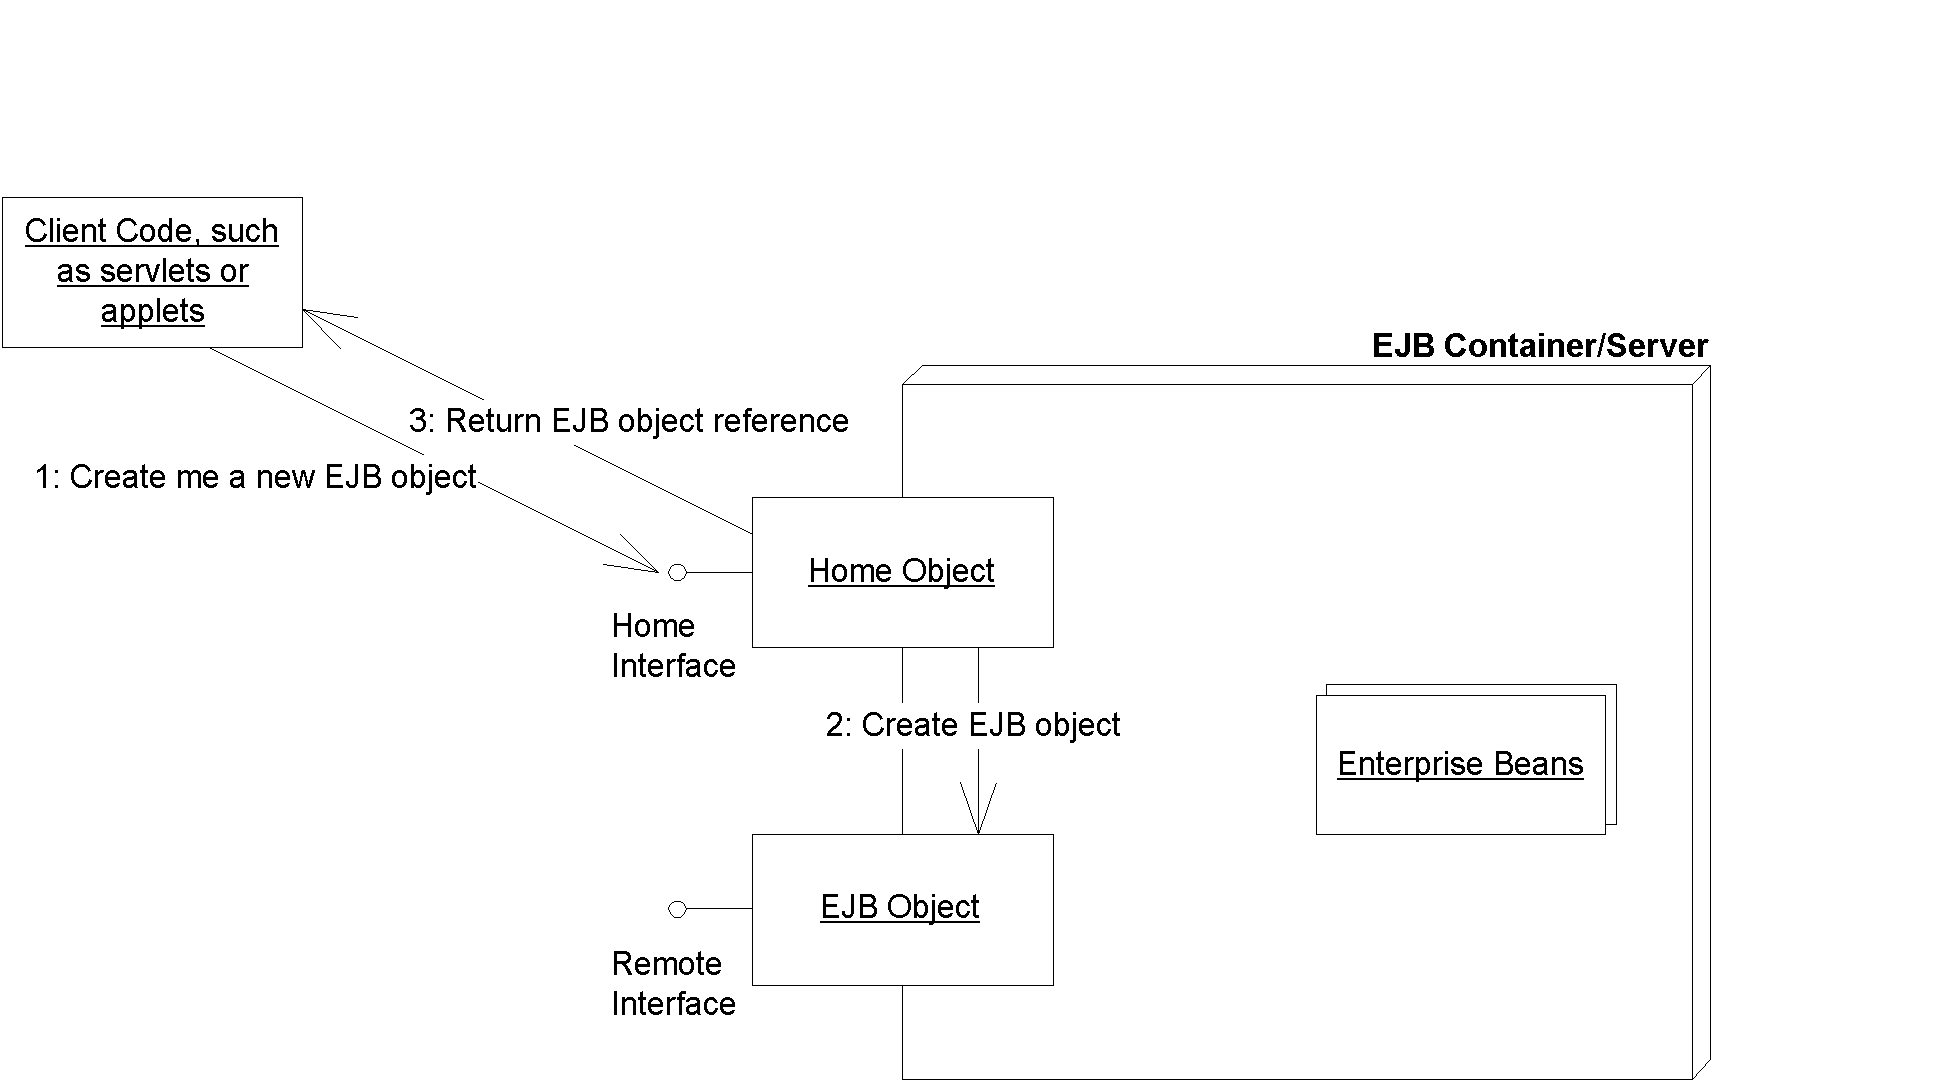 Client Code, such
as servlets or
applets
EJB Container/Server
3: Return EJB object reference
1: Create me a new EJB object
Home Object
Home
Interface
2: Create EJB object
Enterprise Beans
EJB Object
Remote
Interface